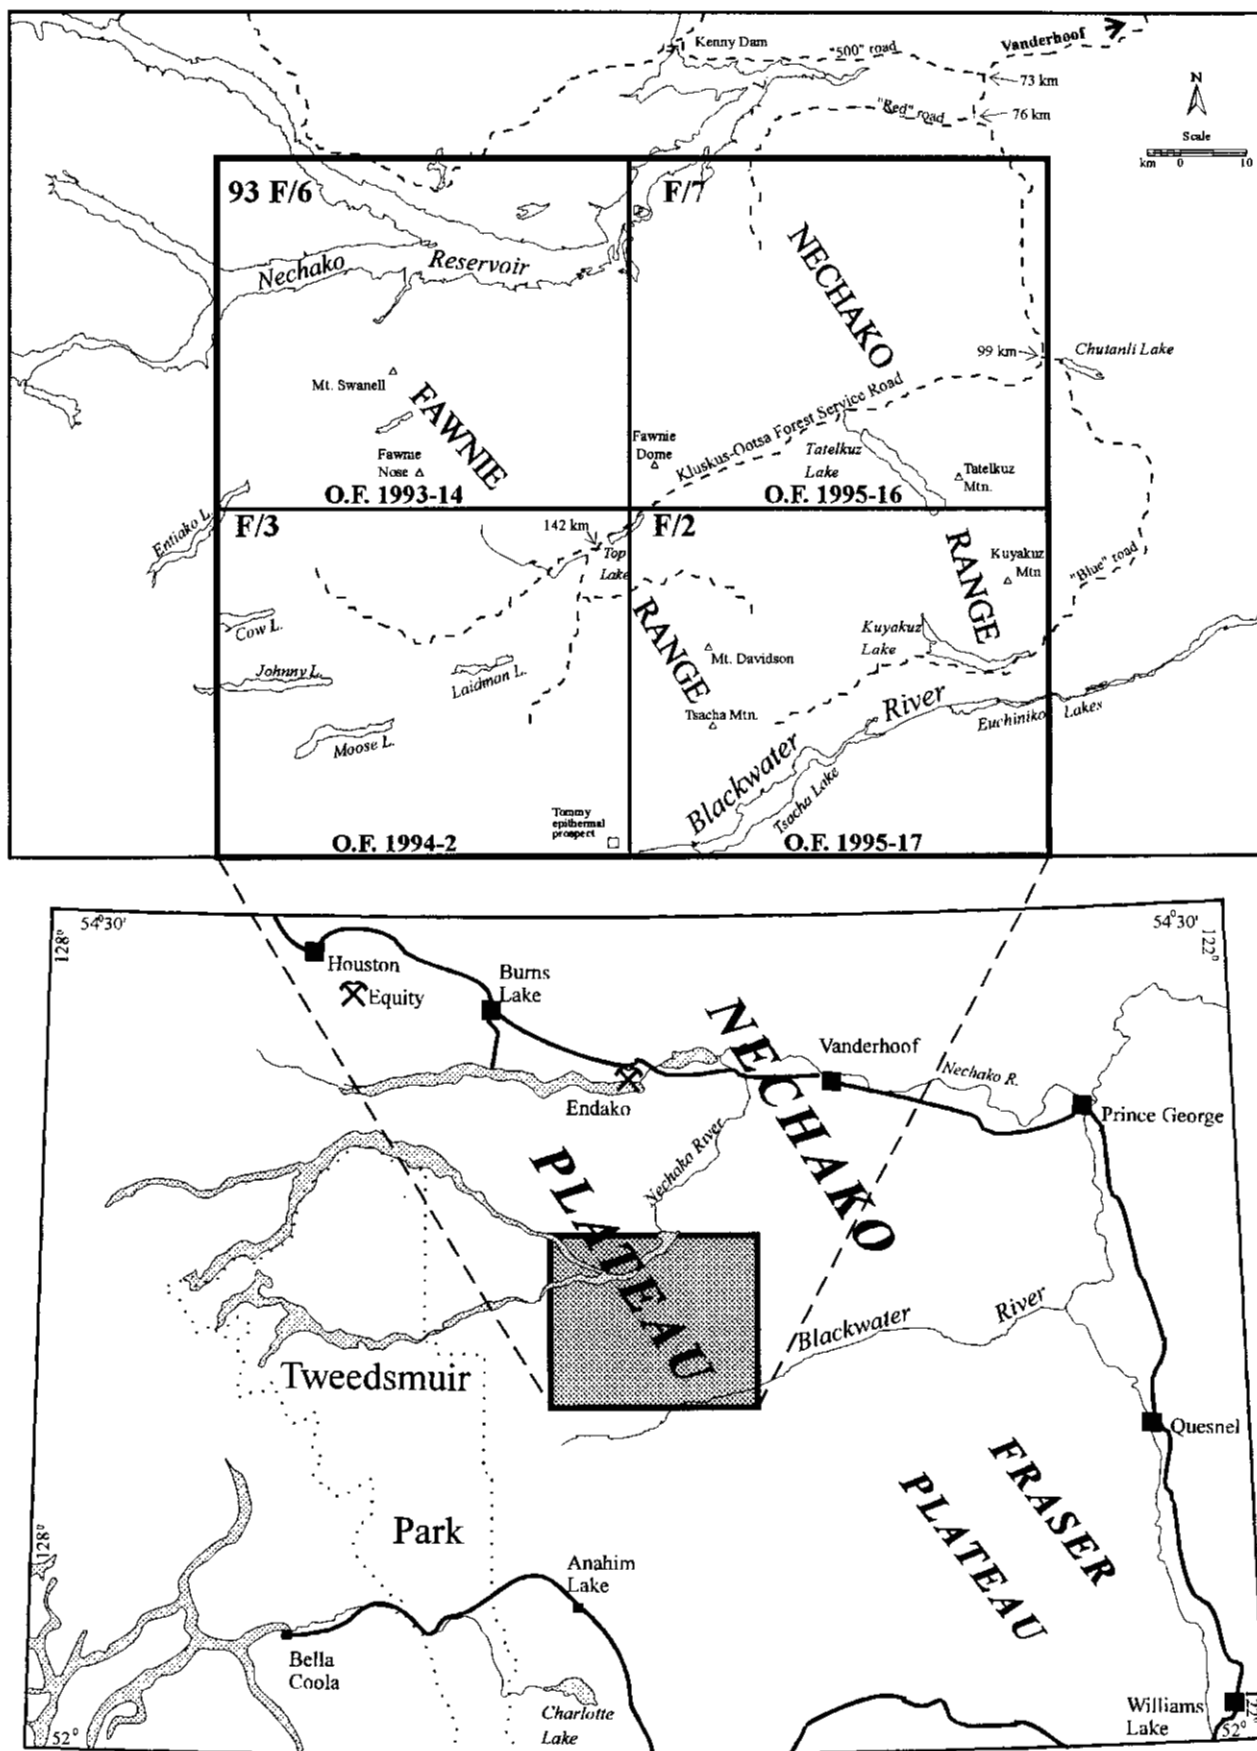 Kenny Dam
"500" road
Vanderhoof
73 km
"Red" road
76 km
N
Scale
km 0 10
93 F/6
F/7
Nechako Reservoir
NECHAKO
99 km
Chutanli Lake
Mt. Swanell
FAWNIE
Kluskus-Ootsa Forest Service Road
Fawnie
Dome
Tatelkuz
Lake
Fawnie
Nose
Tatelkuz
Mtn.
O.F. 1993-14
O.F. 1995-16
Entiako L.
F/3
142 km
F/2
Top
Lake
RANGE
Kuyakuz
Mtn
"Blue" road
Cow L.
RANGE
Kuyakuz
Lake
Mt. Davidson
Johnny L.
Laidman L.
Tsacha Mtn.
Blackwater River
Euchiniko Lakes
Moose L.
Tsacha Lake
Tommy
epithermal
prospect
O.F. 1994-2
O.F. 1995-17
54°30'
54°30'
128°
122°
Houston
Equity
Burns
Lake
NECHAKO
Vanderhoof
Nechako R.
Endako
Prince George
PLATEAU
Nechako River
Blackwater River
Tweedsmuir
Quesnel
FRASER
PLATEAU
Park
128°
Anahim
Lake
Bella
Coola
Charlotte
Lake
Williams
Lake
122°
52°
52°